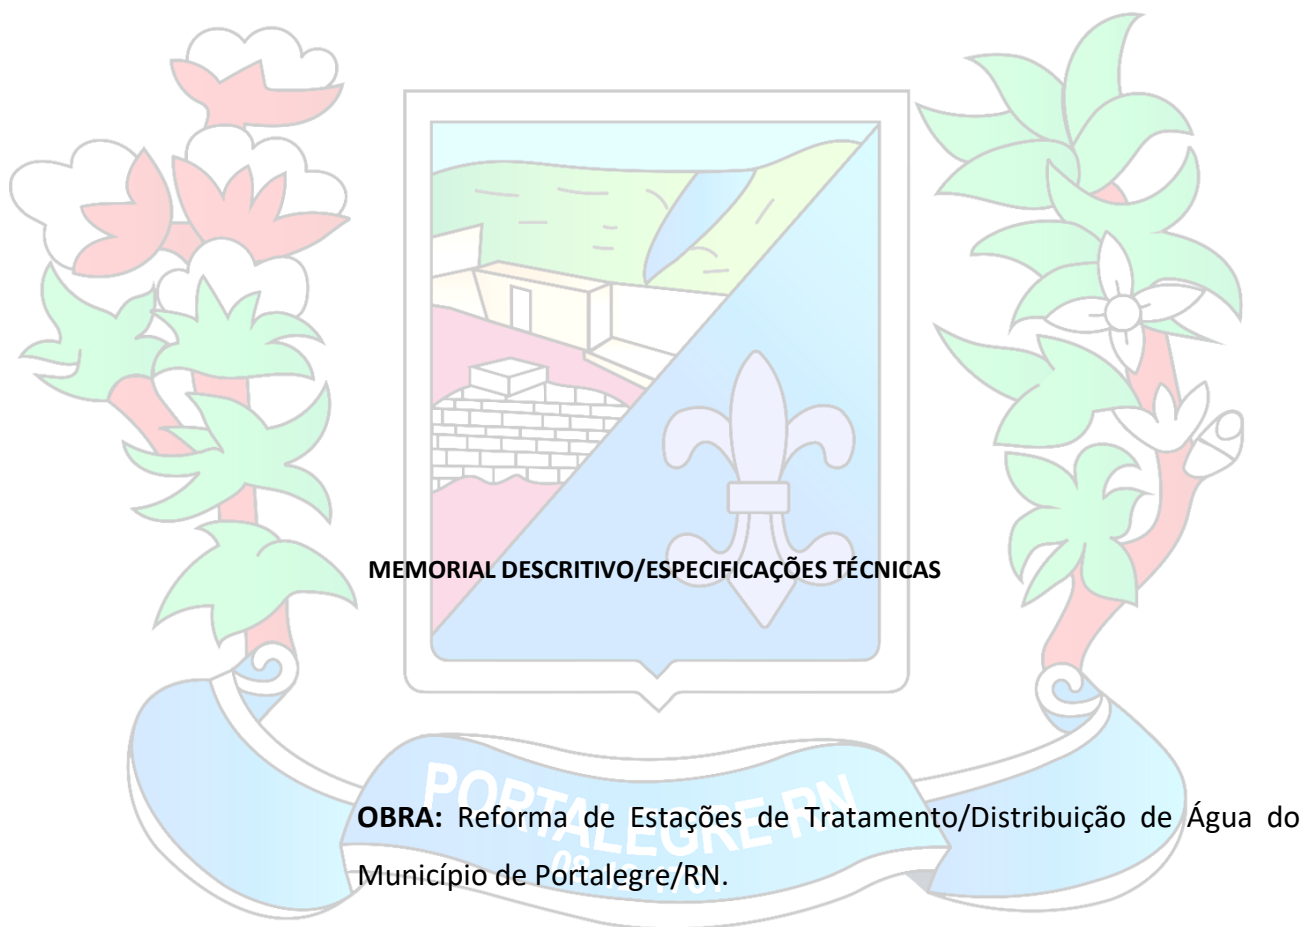 MEMORIAL DESCRITIVO/ESPECIFICAÇÕES TÉCNICAS
PORTALEGRE-RN
OBRA: Reforma de Estações de Tratamento/Distribuição de Água do
Município de Portalegre/RN.